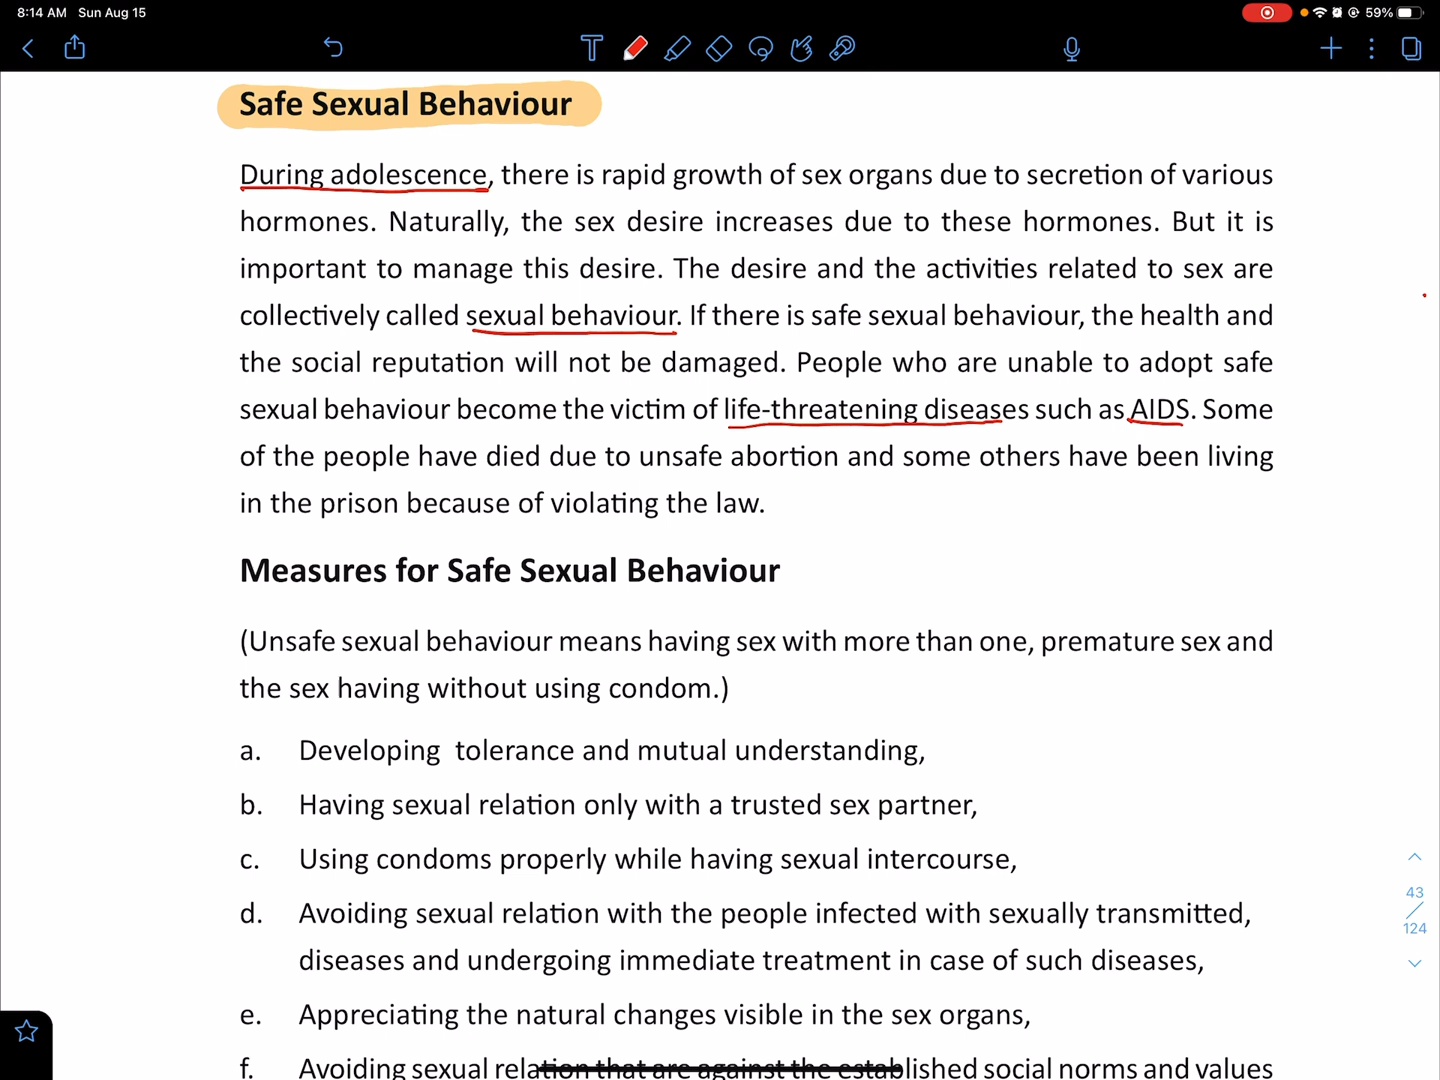 8:14 AM Sun Aug 15
59%
Safe Sexual Behaviour
During adolescence, there is rapid growth of sex organs due to secretion of various
hormones. Naturally, the sex desire increases due to these hormones. But it is
important to manage this desire. The desire and the activities related to sex are
collectively called sexual behaviour. If there is safe sexual behaviour, the health and
the social reputation will not be damaged. People who are unable to adopt safe
sexual behaviour become the victim of life-threatening diseases such as AIDS. Some
of the people have died due to unsafe abortion and some others have been living
in the prison because of violating the law.
Measures for Safe Sexual Behaviour
(Unsafe sexual behaviour means having sex with more than one, premature sex and
the sex having without using condom.)
a. Developing tolerance and mutual understanding,
b. Having sexual relation only with a trusted sex partner,
c. Using condoms properly while having sexual intercourse,
d. Avoiding sexual relation with the people infected with sexually transmitted,
diseases and undergoing immediate treatment in case of such diseases,
e. Appreciating the natural changes visible in the sex organs,
f. Avoiding sexual relation that are against the established social norms and values
43
/
124